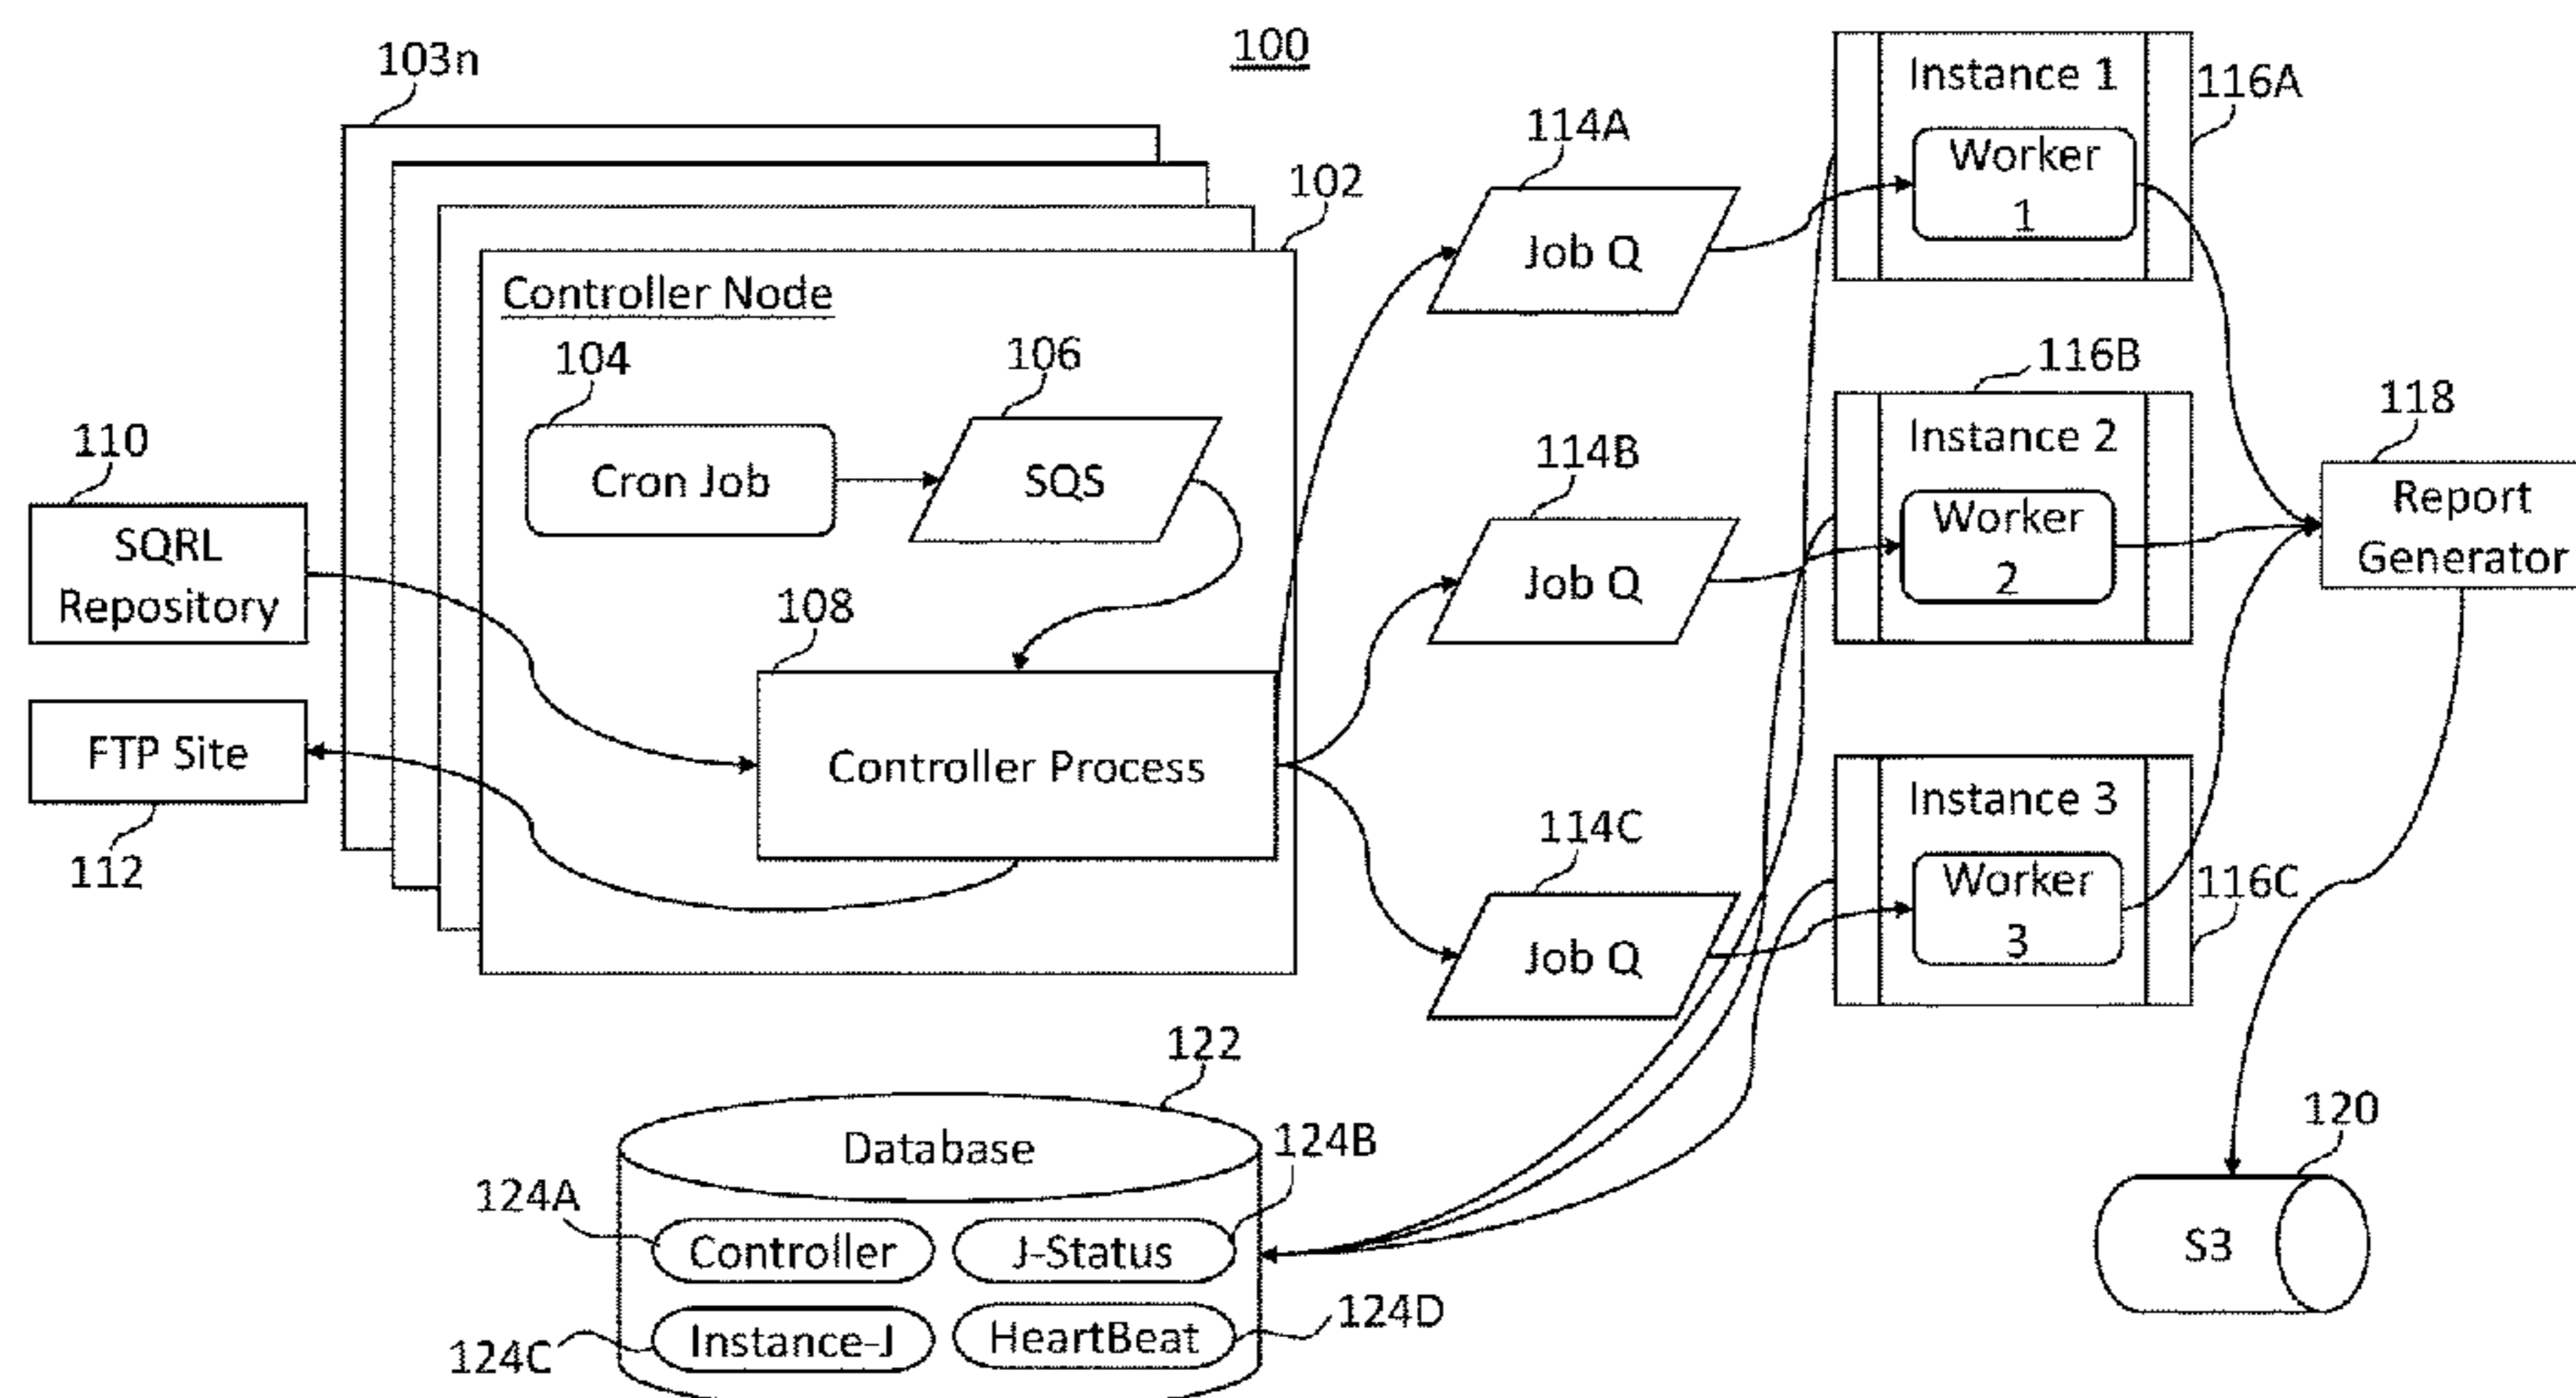 100
103n
102
Controller Node
104
Cron Job
106
SQS
108
Controller Process
110
SQRL
Repository
FTP Site
112
114A
Job Q
114B
Job Q
114C
Job Q
Instance 1
Worker
1
116A
116B
Instance 2
Worker
2
Instance 3
Worker
3
116C
118
Report
Generator
120
S3
122
Database
124A
Controller
124B
J-Status
124C
Instance-J
124D
HeartBeat